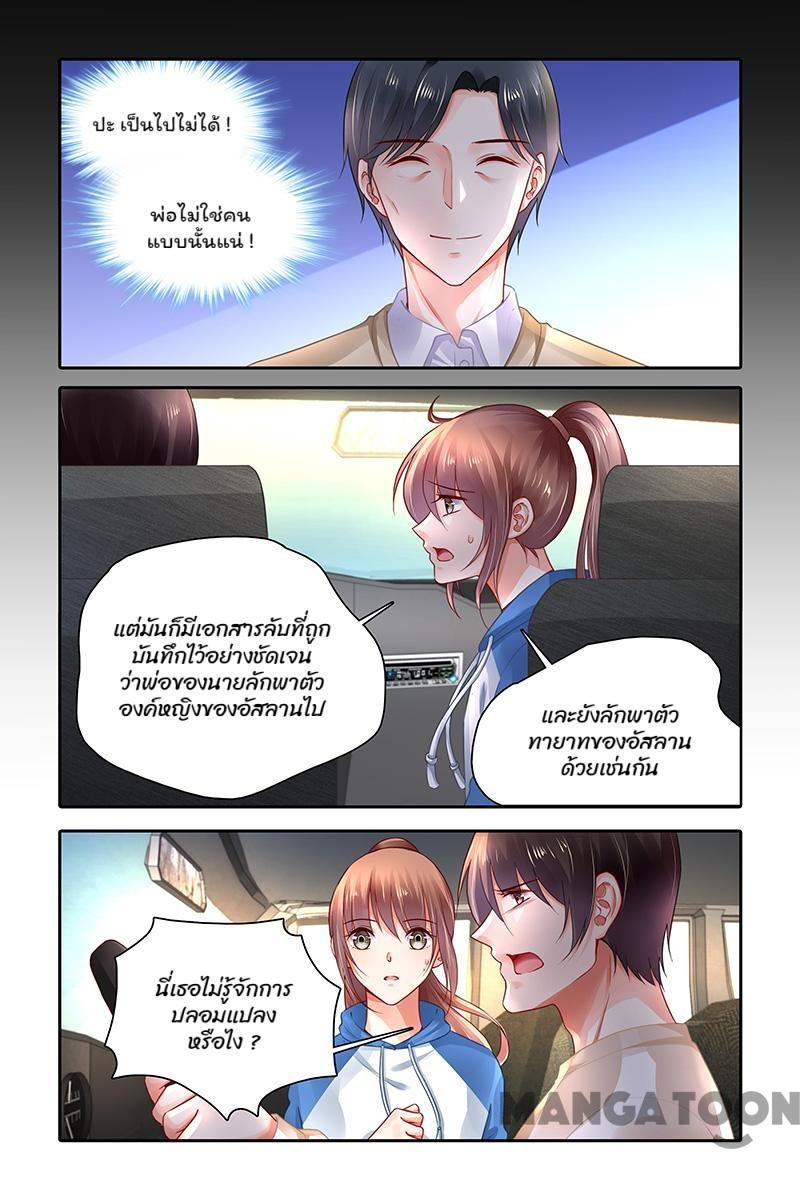 ปะ เป็นไปไม่ได้ !
พ่อไม่ใช่คน
แบบนั้นแน่ !
แต่มันก็มีเอกสารลับที่ถูก
บันทึกไว้อย่างชัดเจน
ว่าพ่อของนายลักพาตัว
องค์หญิงของอัสลานไป
และยังลักพาตัว
ทายาทของอัสลาน
ด้วยเช่นกัน
นี่เธอไม่รู้จักการ
ปลอมแปลง
หรือไง ?
MANGATOON